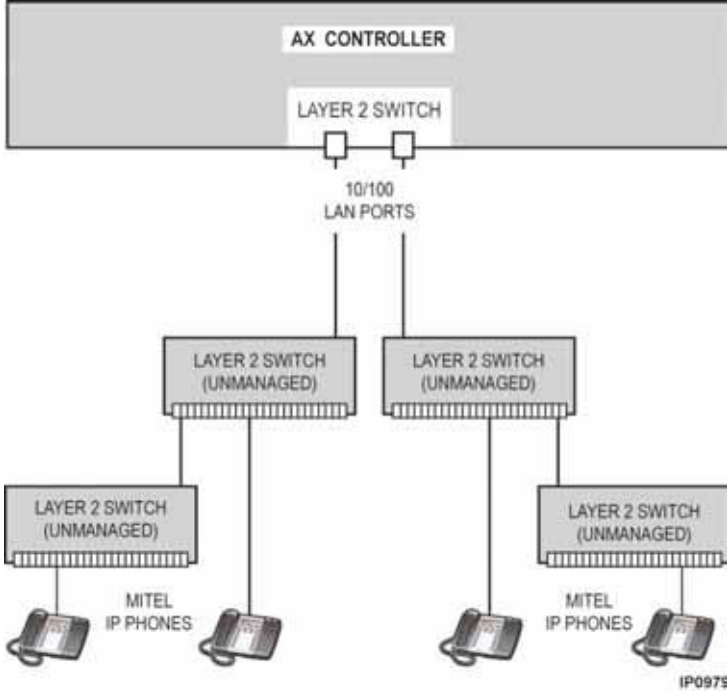 AX CONTROLLER
LAYER 2 SWITCH
10/100
LAN PORTS
LAYER 2 SWITCH
(UNMANAGED)
LAYER 2 SWITCH
(UNMANAGED)
LAYER 2 SWITCH
(UNMANAGED)
LAYER 2 SWITCH
(UNMANAGED)
MITEL
IP PHONES
MITEL
IP PHONES
IP0979